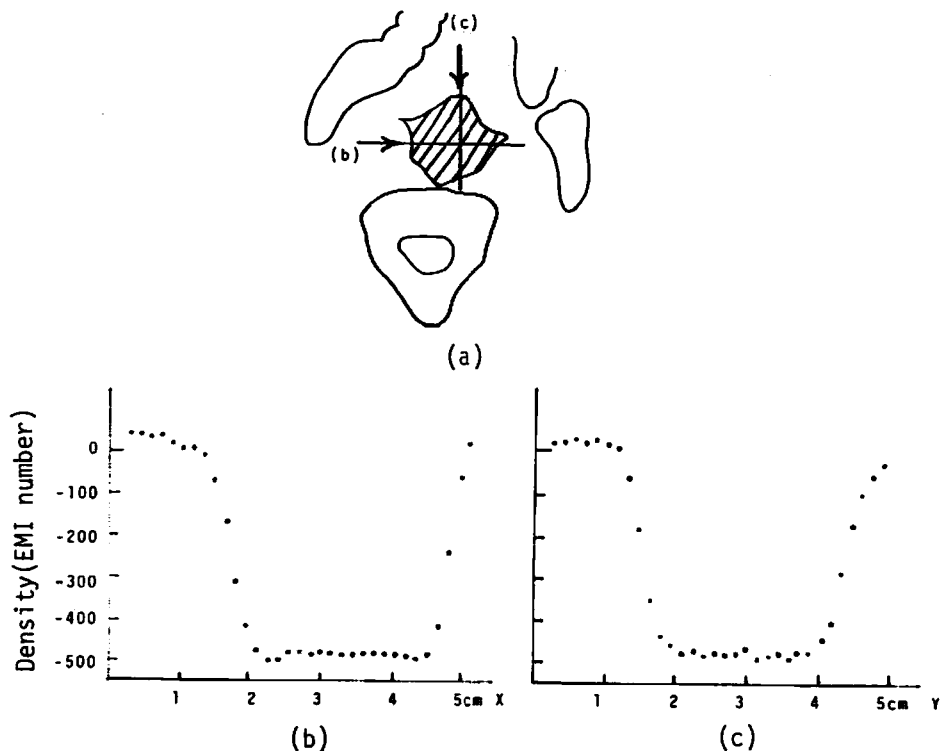 (c)
(b)
(a)
Density(EMI number)
0
-100
-200
-300
-400
-500
1 2 3 4 5cm X
(b)
1 2 3 4 5cm Y
(c)